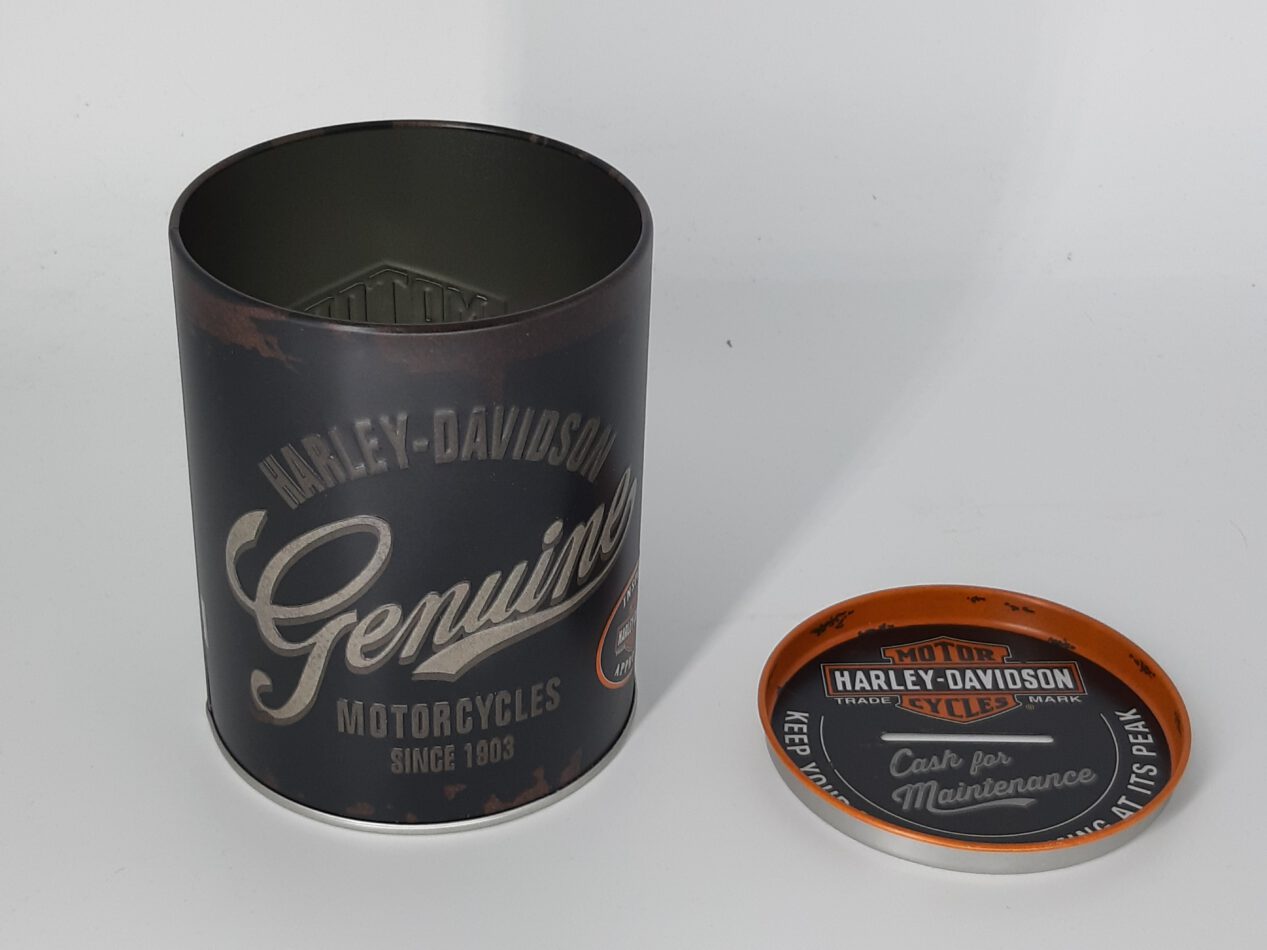 HARLEY-DAVIDSON
Genuine
MOTORCYCLES
SINCE 1903
MOTOR
HARLEY-DAVIDSON
TRADE CYCLES ® MARK
Cash for
Maintenance
KEEP YOUR
AT ITS PEAK